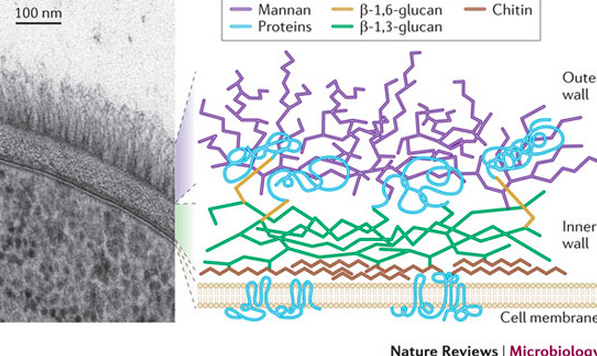 100 nm
Mannan
β-1,6-glucan
Chitin
Proteins
β-1,3-glucan
Oute
wall
Inner
wall
Cell membrane
Nature Reviews | Microbiology